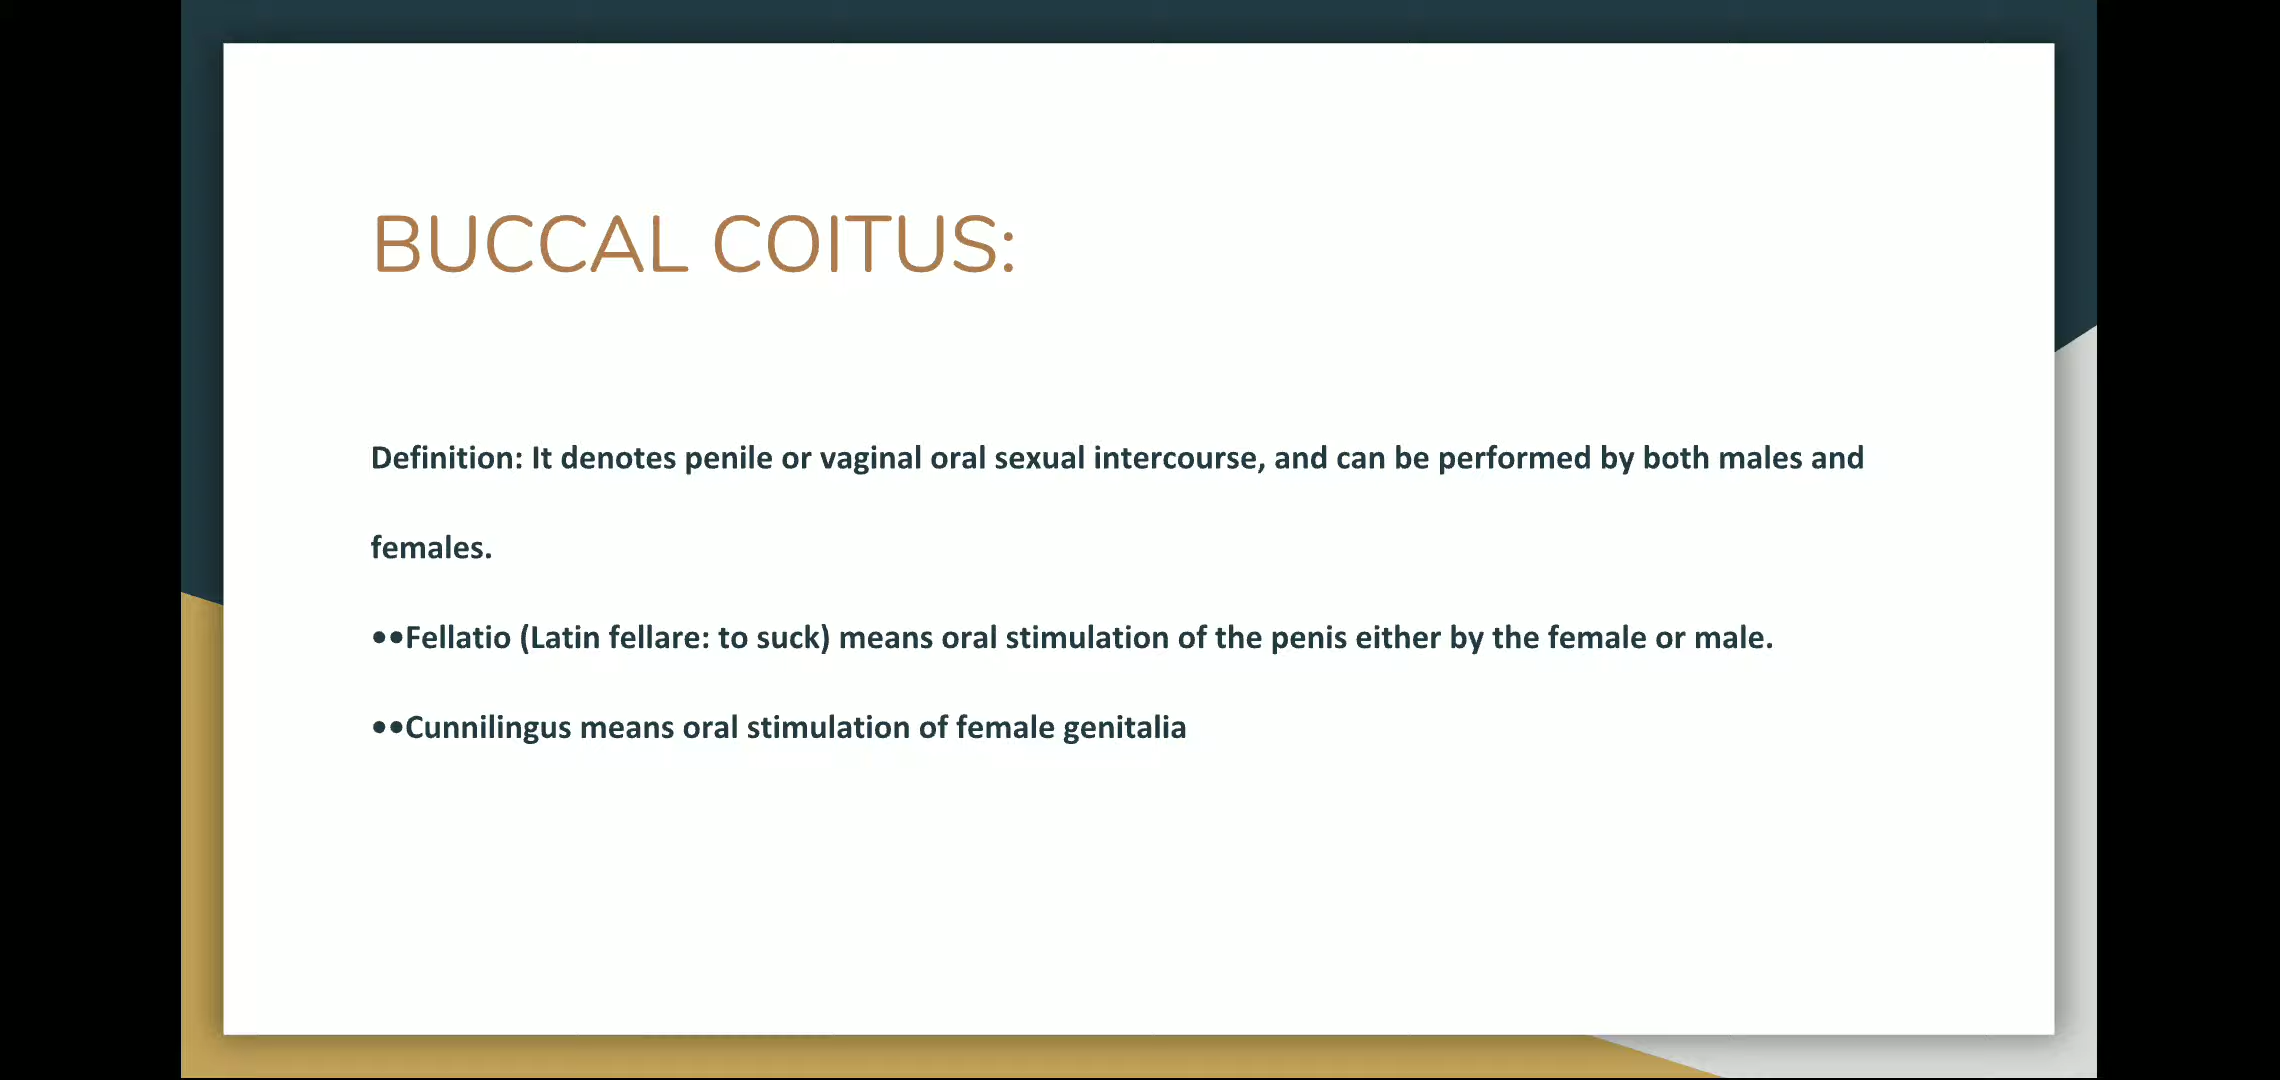 BUCCAL COITUS:
Definition: It denotes penile or vaginal oral sexual intercourse, and can be performed by both males and
females.
••Fellatio (Latin fellare: to suck) means oral stimulation of the penis either by the female or male.
••Cunnilingus means oral stimulation of female genitalia